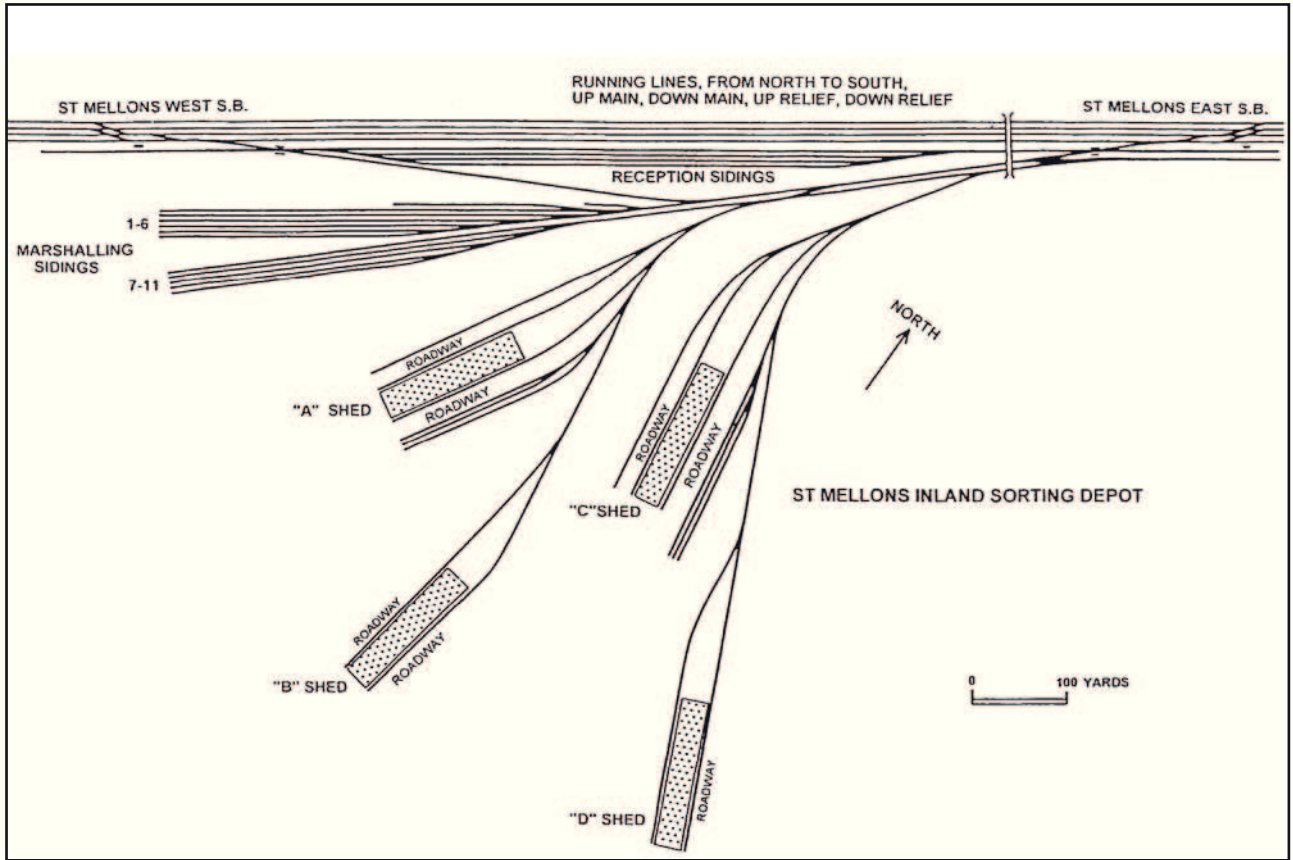 RUNNING LINES, FROM NORTH TO SOUTH,
UP MAIN, DOWN MAIN, UP RELIEF, DOWN RELIEF
ST MELLONS WEST S.B.
ST MELLONS EAST S.B.
RECEPTION SIDINGS
1-6
MARSHALLING
SIDINGS
7-11
NORTH
ROADWAY
"A" SHED
ROADWAY
ROADWAY
ROADWAY
"C" SHED
ST MELLONS INLAND SORTING DEPOT
ROADWAY
ROADWAY
"B" SHED
0 100 YARDS
ROADWAY
"D" SHED